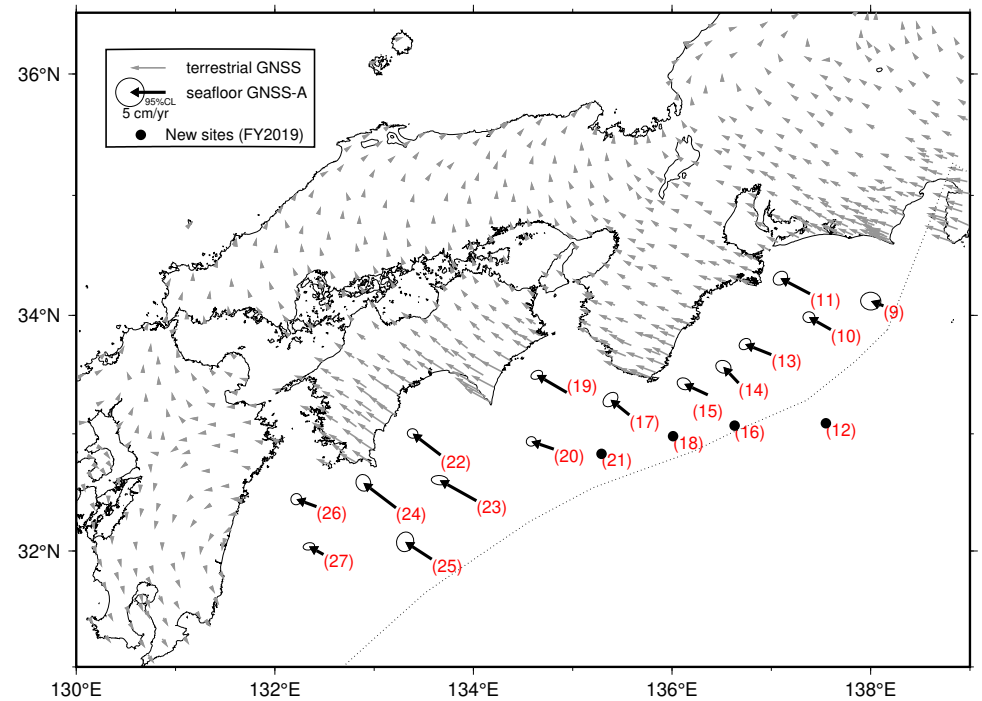 36°N
34°N
32°N
130°E
132°E
134°E
136°E
138°E
terrestrial GNSS
seafloor GNSS-A
95%CL
5 cm/yr
New sites (FY2019)
(9)
(11)
(10)
(13)
(14)
(15)
(19)
(17)
(12)
(16)
(18)
(20)
(21)
(22)
(23)
(24)
(26)
(25)
(27)